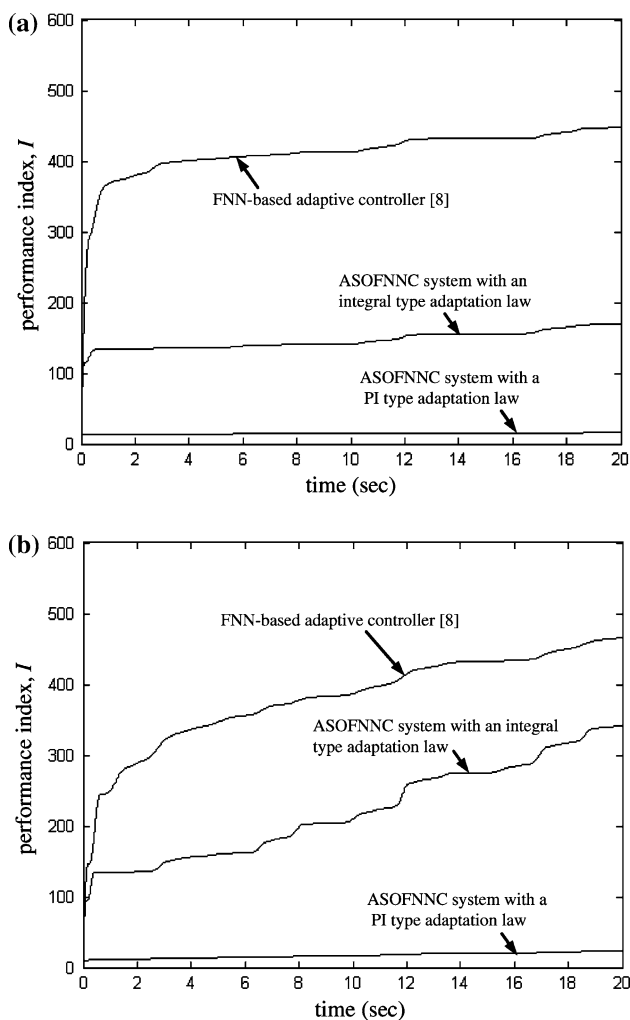 (a)
600
500
400
300
200
100
0
performance index, I
FNN-based adaptive controller [8]
ASOFNNC system with an
integral type adaptation law
ASOFNNC system with a
PI type adaptation law
0 2 4 6 8 10 12 14 16 18 20
time (sec)
(b)
600
500
400
300
200
100
0
performance index, I
FNN-based adaptive controller [8]
ASOFNNC system with an integral
type adaptation law
ASOFNNC system with a
PI type adaptation law
0 2 4 6 8 10 12 14 16 18 20
time (sec)